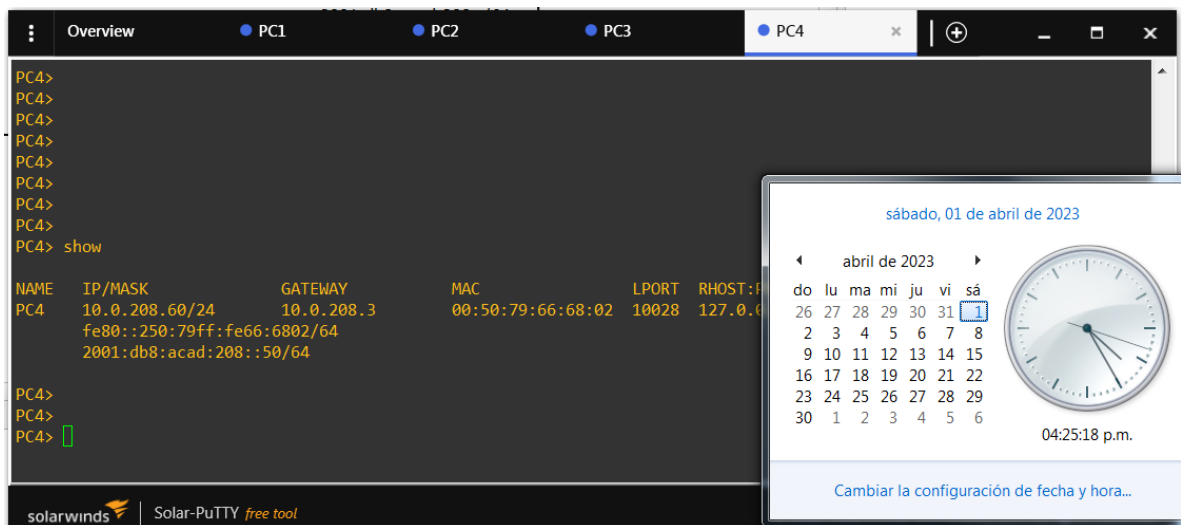 Overview PC1 PC2 PC3 PC4
PC4>
PC4>
PC4>
PC4>
PC4>
PC4>
PC4>
PC4>
PC4> show
NAME IP/MASK GATEWAY MAC LPORT
PC4 10.0.208.60/24 10.0.208.3 00:50:79:66:68:02 10028
fe80::250:79ff:fe66:6802/64
2001:db8:acad:208::50/64
PC4>
PC4>
PC4>
solarwinds Solar-PuTTY free tool
sábado, 01 de abril de 2023
abril de 2023
do lu ma mi ju vi sá
26 27 28 29 30 31 1
2 3 4 5 6 7 8
9 10 11 12 13 14 15
16 17 18 19 20 21 22
23 24 25 26 27 28 29
30 1 2 3 4 5 6
04:25:18 p.m.
Cambiar la configuración de fecha y hora...